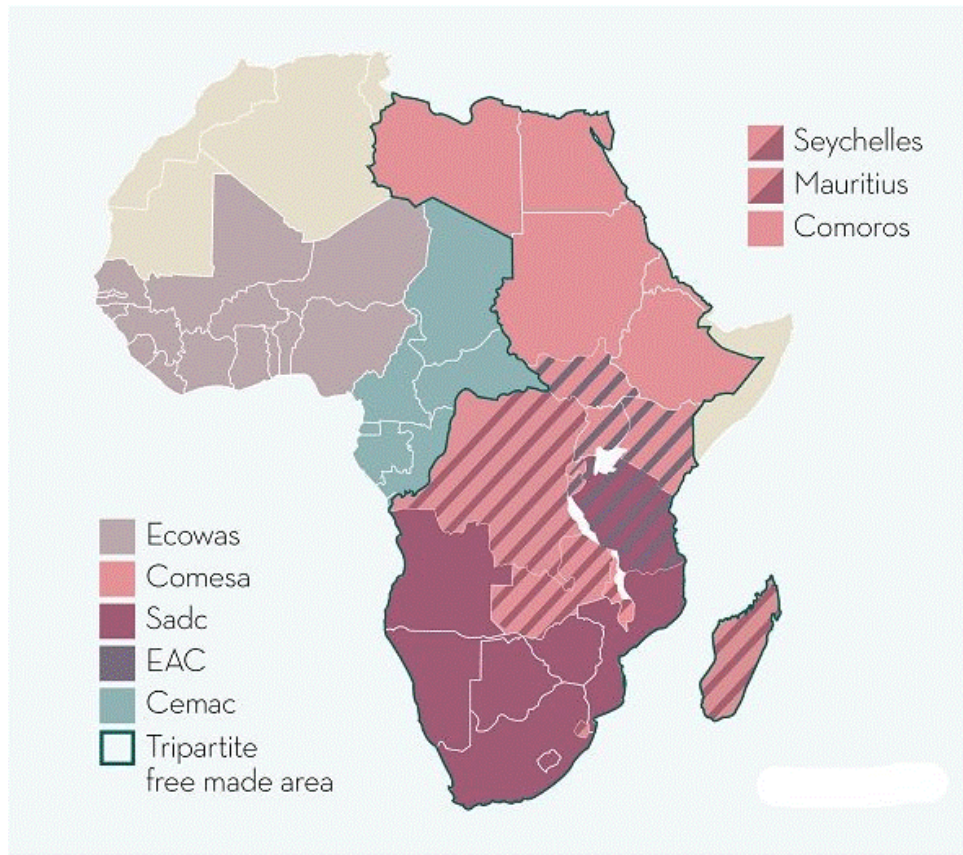 Seychelles
Mauritius
Comoros
Ecowas
Comesa
Sadc
EAC
Cemac
Tripartite
free made area